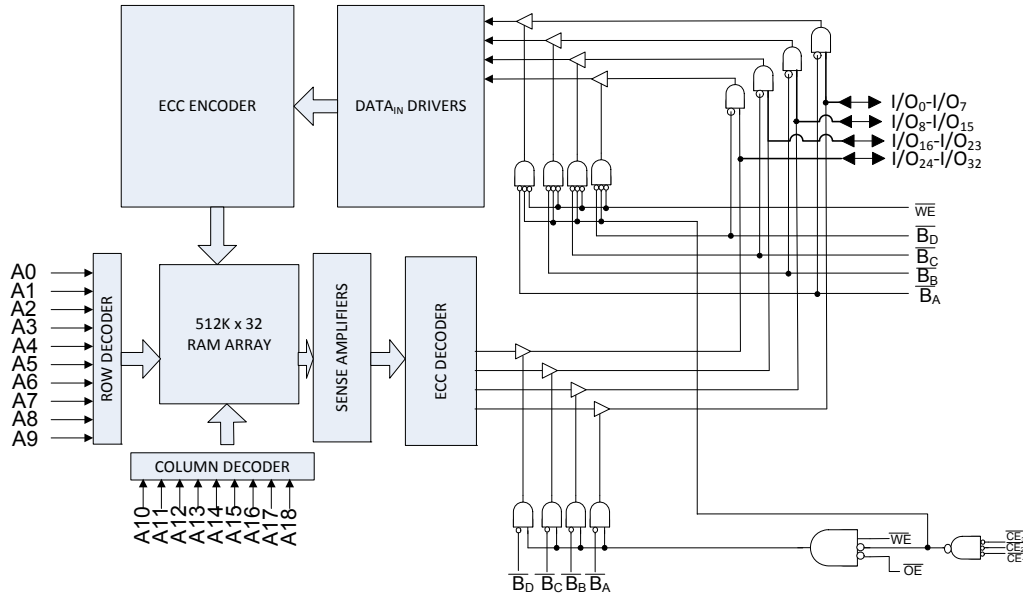 ECC ENCODER
DATAIN DRIVERS
I/O0-I/O7
I/O8-I/O15
I/O16-I/O23
I/O24-I/O32
WE
BD
BC
BB
BA
A0
A1
A2
A3
A4
A5
A6
A7
A8
A9
ROW DECODER
512K x 32
RAM ARRAY
SENSE AMPLIFIERS
ECC DECODER
COLUMN DECODER
A10
A11
A12
A13
A14
A15
A16
A17
A18
BD
BC
BB
BA
WE
OE